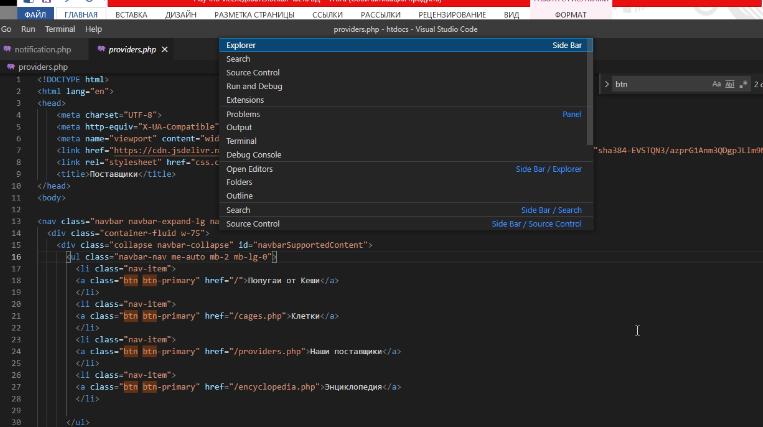 ФАЙЛ ГЛАВНАЯ ВСТАВКА ДИЗАЙН РАЗМЕТКА СТРАНИЦЫ ССЫЛКИ РАССЫЛКИ РЕЦЕНЗИРОВАНИЕ ВИД ФОРМАТ
Go Run Terminal Help providers.php - htdocs - Visual Studio Code
notification.php providers.php
providers.php
Explorer Side Bar
Search
Source Control
Run and Debug
Extensions
Problems Panel
Output
Terminal
Debug Console
Open Editors Side Bar / Explorer
Folders
Outline
Search Side Bar / Search
Source Control Side Bar / Source Control
btn Aa Abl .*
1 <!DOCTYPE html>
2 <html lang="en">
3 <head>
4 <meta charset="UTF-8">
5 <meta http-equiv="X-UA-Compatible"
6 <meta name="viewport" content="wid
7 <link href="https://cdn.jsdelivr.n "sha384-EVSTQN3/azprG1Anm3QDgpJLIm9N
8 <link rel="stylesheet" href="css.c
9 <title>Поставщики</title>
10 </head>
11 <body>
12
13 <nav class="navbar navbar-expand-lg na
14 <div class="container-fluid w-75">
15 <div class="collapse navbar-collapse" id="navbarSupportedContent">
16 <ul class="navbar-nav me-auto mb-2 mb-lg-0">
17 <li class="nav-item">
18 <a class="btn btn-primary" href="/">Попугаи от Кеши</a>
19 </li>
20 <li class="nav-item">
21 <a class="btn btn-primary" href="/cages.php">Клетки</a>
22 </li>
23 <li class="nav-item">
24 <a class="btn btn-primary" href="/providers.php">Наши поставщики</a>
25 </li>
26 <li class="nav-item">
27 <a class="btn btn-primary" href="/encyclopedia.php">Энциклопедия</a>
28 </li>
29
30 </ul>